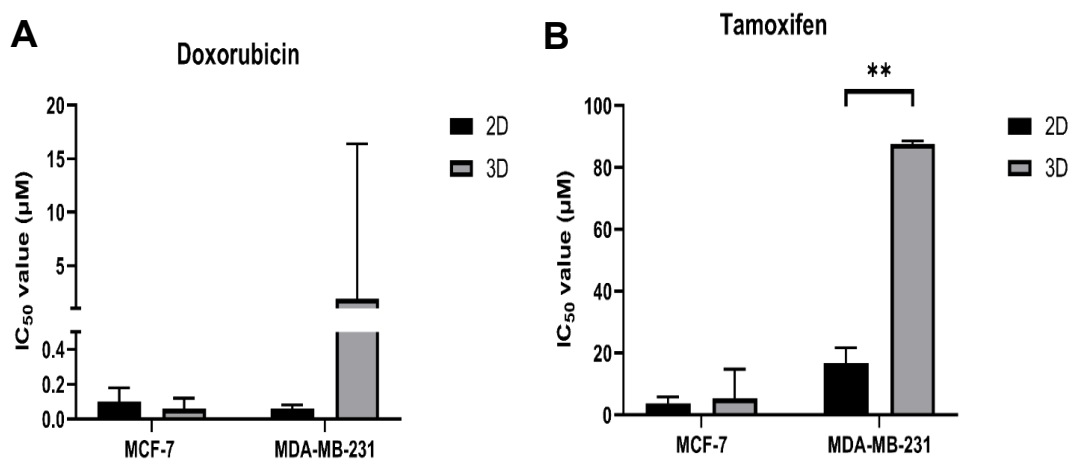 A
Doxorubicin
IC50 value (µM)
20
15
10
5
0.4
0.2
0.0
MCF-7
MDA-MB-231
2D
3D
B
Tamoxifen
**
IC50 value (µM)
100
80
60
40
20
0
MCF-7
MDA-MB-231
2D
3D